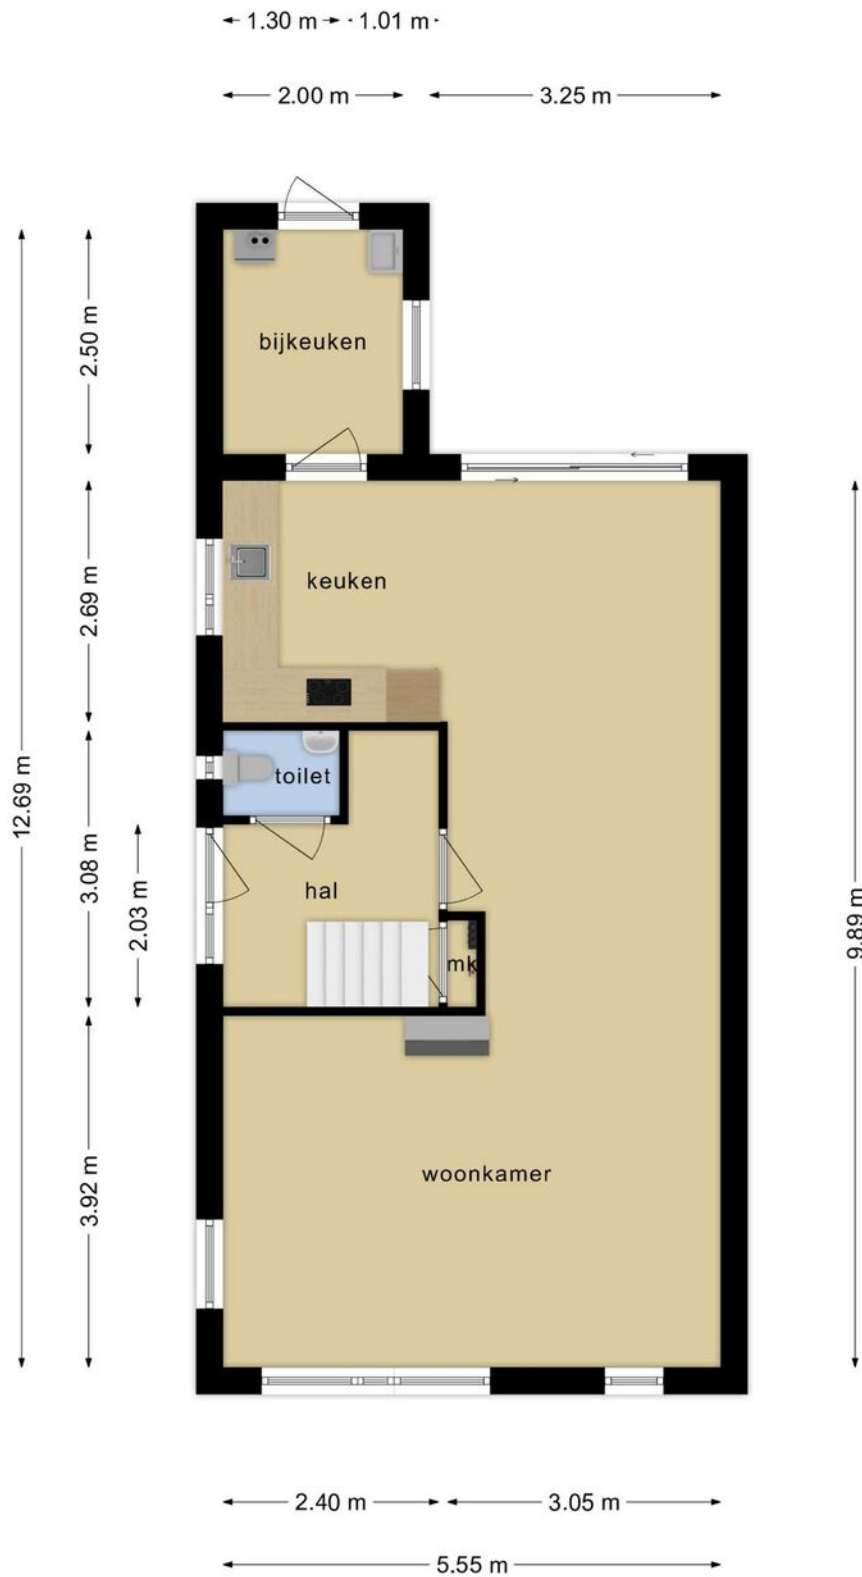 1.30 m 1.01 m
2.00 m 3.25 m
bijkeuken
2.50 m
keuken
2.69 m
toilet
12.69 m
3.08 m
hal
2.03 m
9.89 m
mk
woonkamer
3.92 m
2.40 m 3.05 m
5.55 m